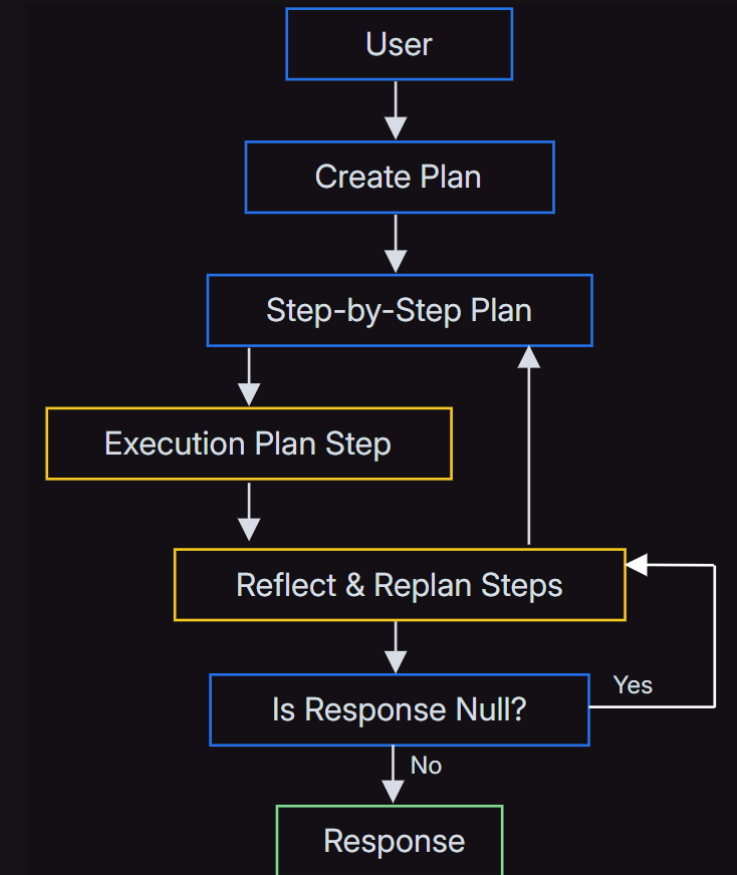 User
Create Plan
Step-by-Step Plan
Execution Plan Step
Reflect & Replan Steps
Is Response Null?
Yes
No
Response